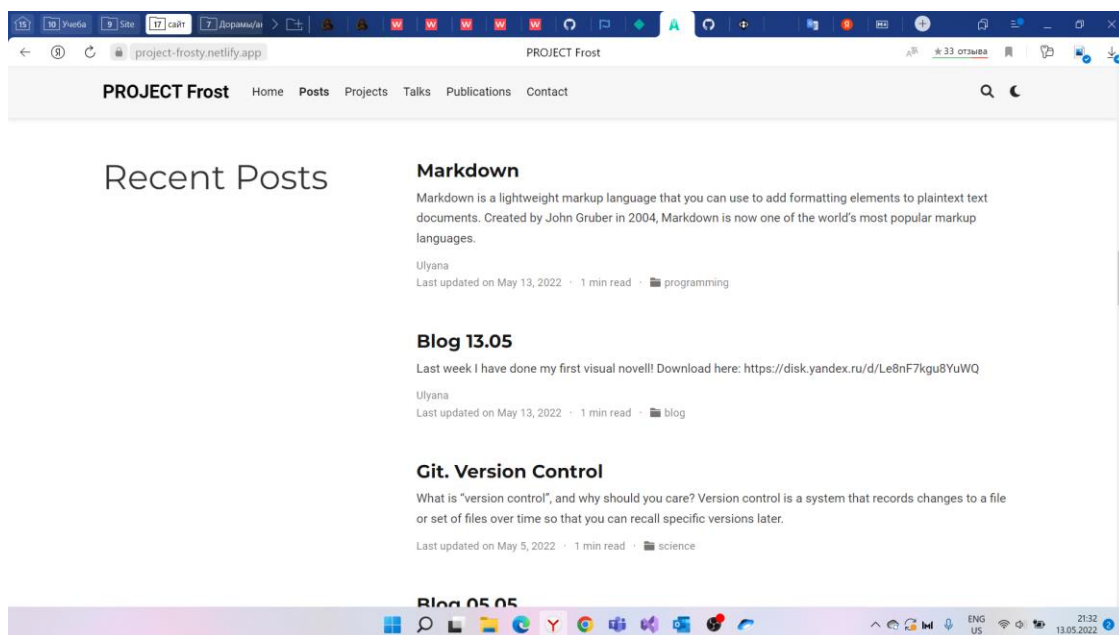 15 10 Учеба 9 Site 17 сайт 7 Дорамы/ан
project-frosty.netlify.app PROJECT Frost 33 отзыва
PROJECT Frost Home Posts Projects Talks Publications Contact
Recent Posts
Markdown
Markdown is a lightweight markup language that you can use to add formatting elements to plaintext text
documents. Created by John Gruber in 2004, Markdown is now one of the world's most popular markup
languages.
Ulyana
Last updated on May 13, 2022 · 1 min read · programming
Blog 13.05
Last week I have done my first visual novell! Download here: https://disk.yandex.ru/d/Le8nF7kgu8YuWQ
Ulyana
Last updated on May 13, 2022 · 1 min read · blog
Git. Version Control
What is “version control”, and why should you care? Version control is a system that records changes to a file
or set of files over time so that you can recall specific versions later.
Last updated on May 5, 2022 · 1 min read · science
Blog 05.05
ENG 21:32
US 13.05.2022